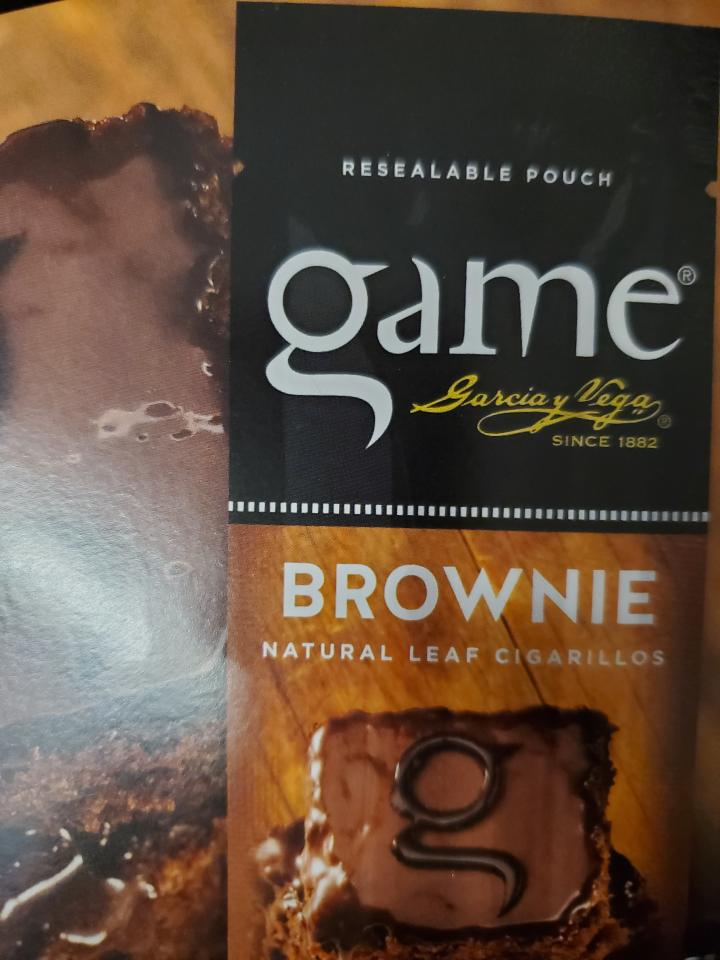 RESEALABLE POUCH
game®
Garcia y Vega®
SINCE 1882
BROWNIE
NATURAL LEAF CIGARILLOS
g